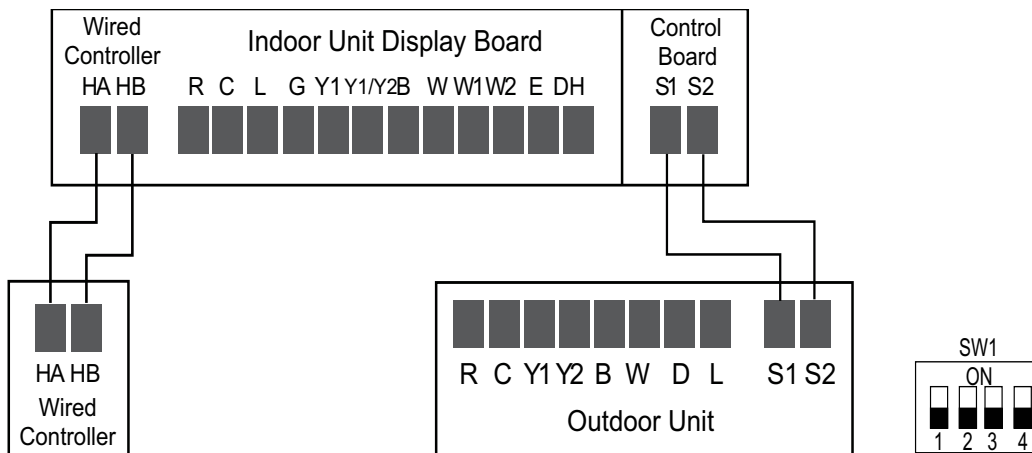 Wired Controller
Indoor Unit Display Board
Control Board
HA HB
R C L G Y1 Y1/Y2 B W W1 W2 E DH
S1 S2
HA HB
Wired
Controller
R C Y1 Y2 B W D L S1 S2
Outdoor Unit
SW1
ON
1 2 3 4